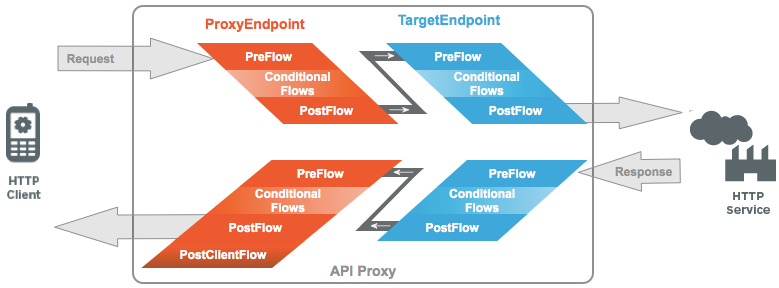 ProxyEndpoint
TargetEndpoint
Request
PreFlow
Conditional
Flows
PostFlow
PreFlow
Conditional
Flows
PostFlow
HTTP
Client
HTTP
Service
Response
PreFlow
Conditional
Flows
PostFlow
PreFlow
Conditional
Flows
PostFlow
PostClientFlow
API Proxy